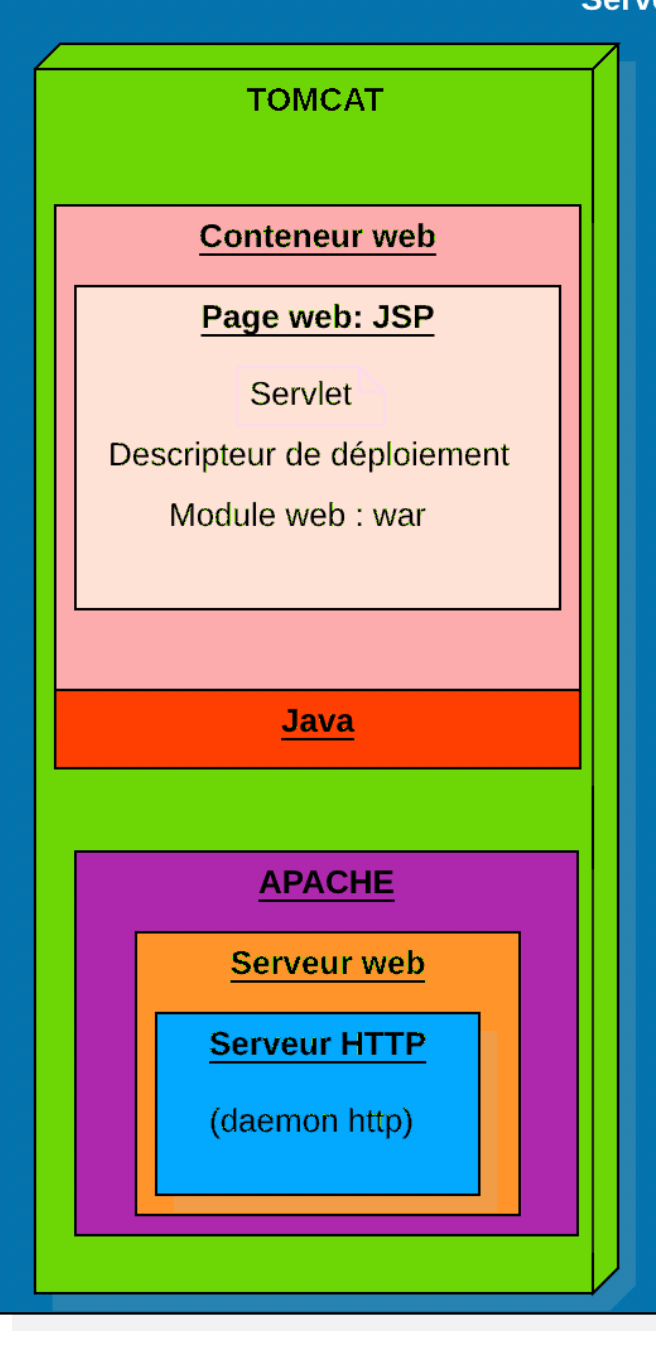 TOMCAT
Conteneur web
Page web: JSP
Servlet
Descripteur de déploiement
Module web : war
Java
APACHE
Serveur web
Serveur HTTP
(daemon http)